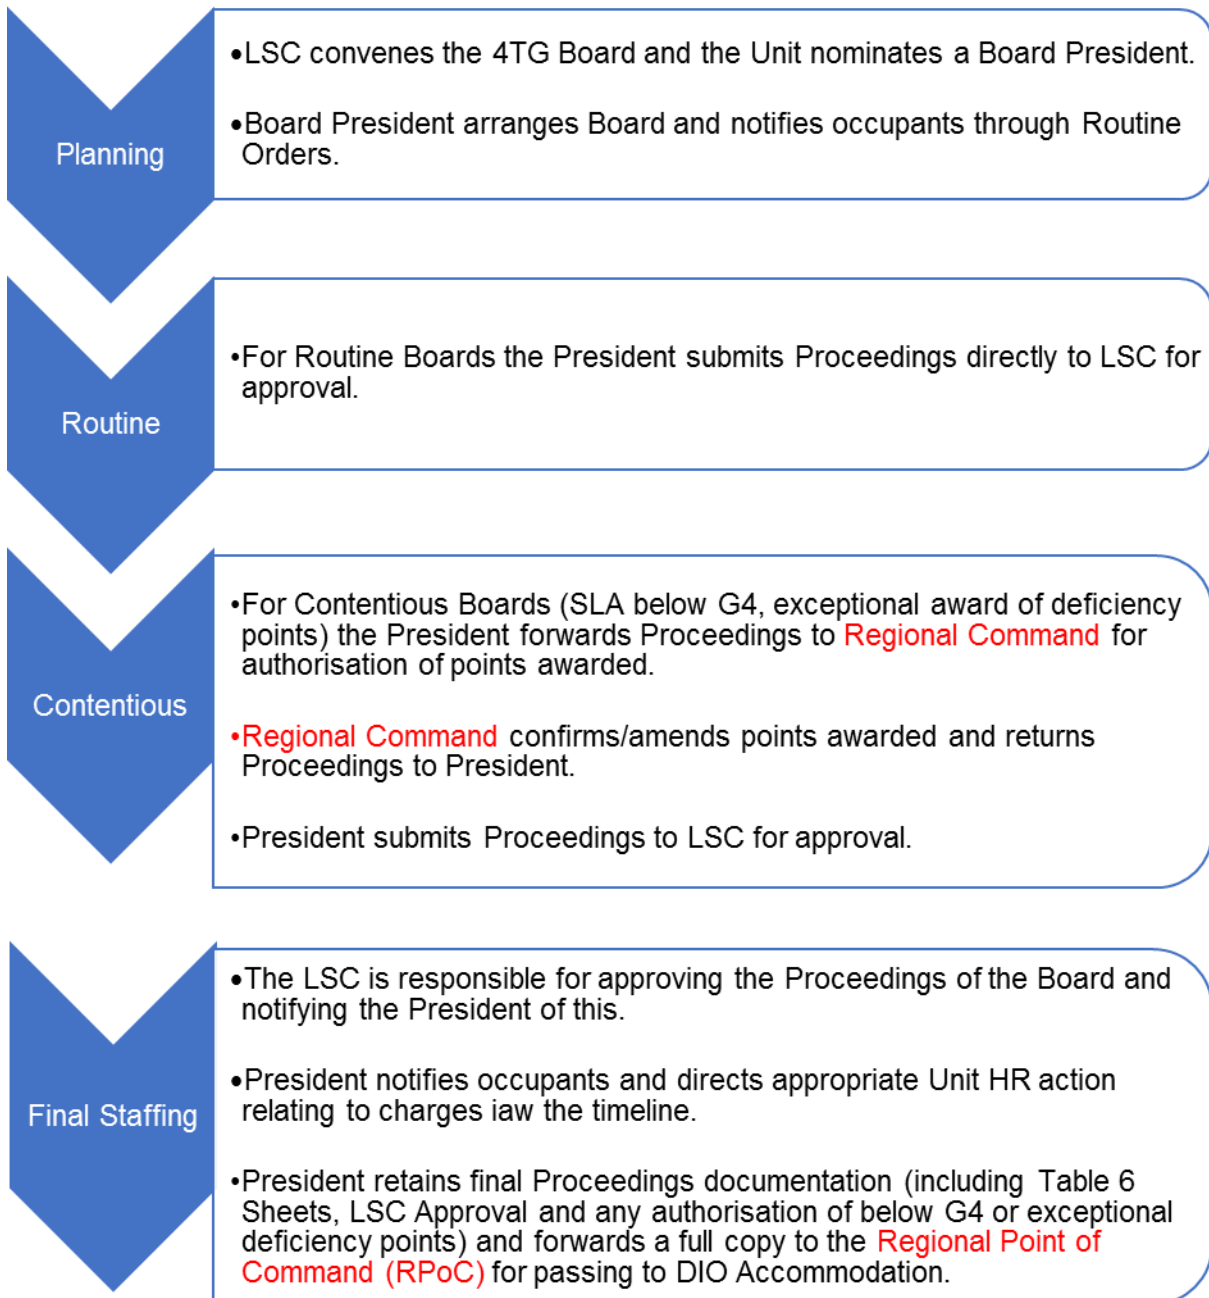 Planning
•LSC convenes the 4TG Board and the Unit nominates a Board President.
•Board President arranges Board and notifies occupants through Routine
Orders.
Routine
•For Routine Boards the President submits Proceedings directly to LSC for
approval.
Contentious
•For Contentious Boards (SLA below G4, exceptional award of deficiency
points) the President forwards Proceedings to Regional Command for
authorisation of points awarded.
•Regional Command confirms/amends points awarded and returns
Proceedings to President.
•President submits Proceedings to LSC for approval.
Final Staffing
•The LSC is responsible for approving the Proceedings of the Board and
notifying the President of this.
•President notifies occupants and directs appropriate Unit HR action
relating to charges iaw the timeline.
•President retains final Proceedings documentation (including Table 6
Sheets, LSC Approval and any authorisation of below G4 or exceptional
deficiency points) and forwards a full copy to the Regional Point of
Command (RPoC) for passing to DIO Accommodation.